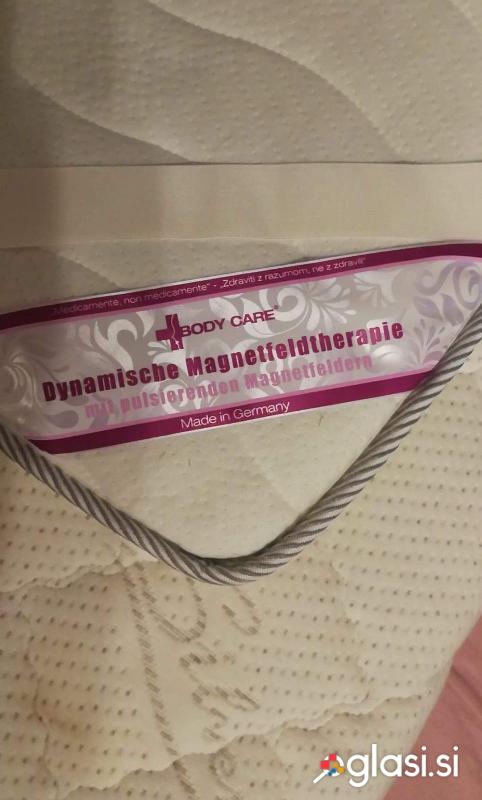 „Medicamente, non medicamente“ - „Zdraviti z razumom, ne z zdravili“
BODY CARE®
Dynamische Magnetfeldtherapie
mit pulsierenden Magnetfeldern
Made in Germany
oglasi.si